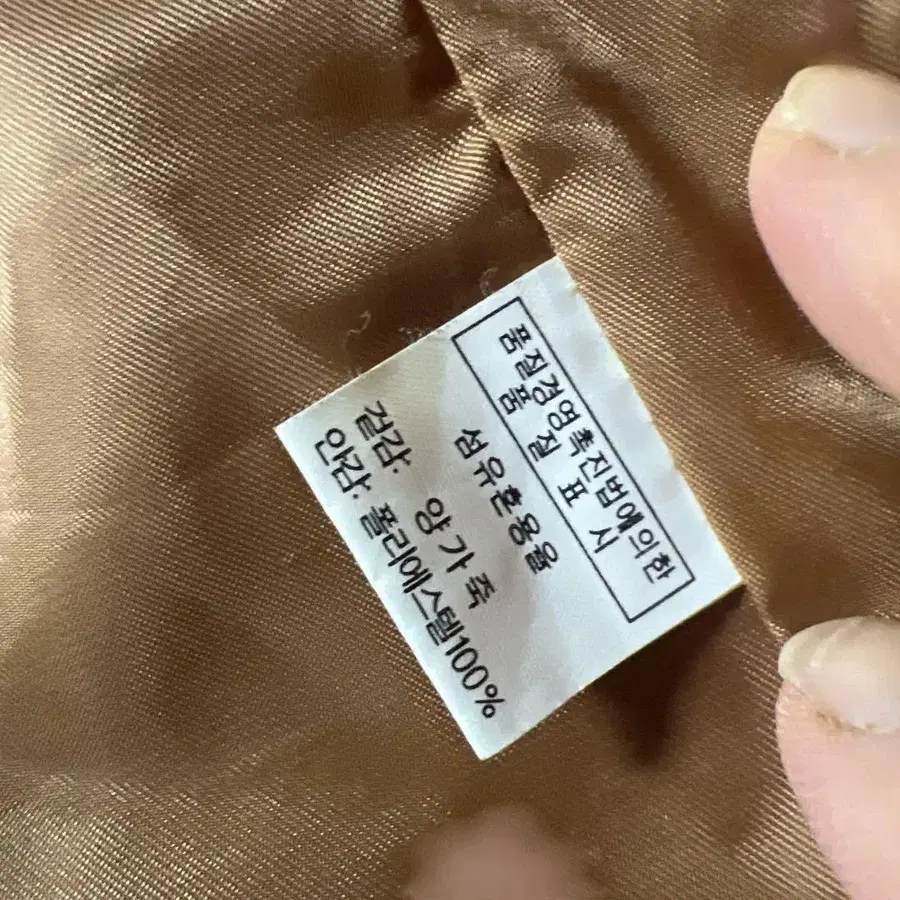 품질경영촉진법에의한
품 질 표 시
섬유혼용율
겉감: 양가죽
안감: 폴리에스텔100%